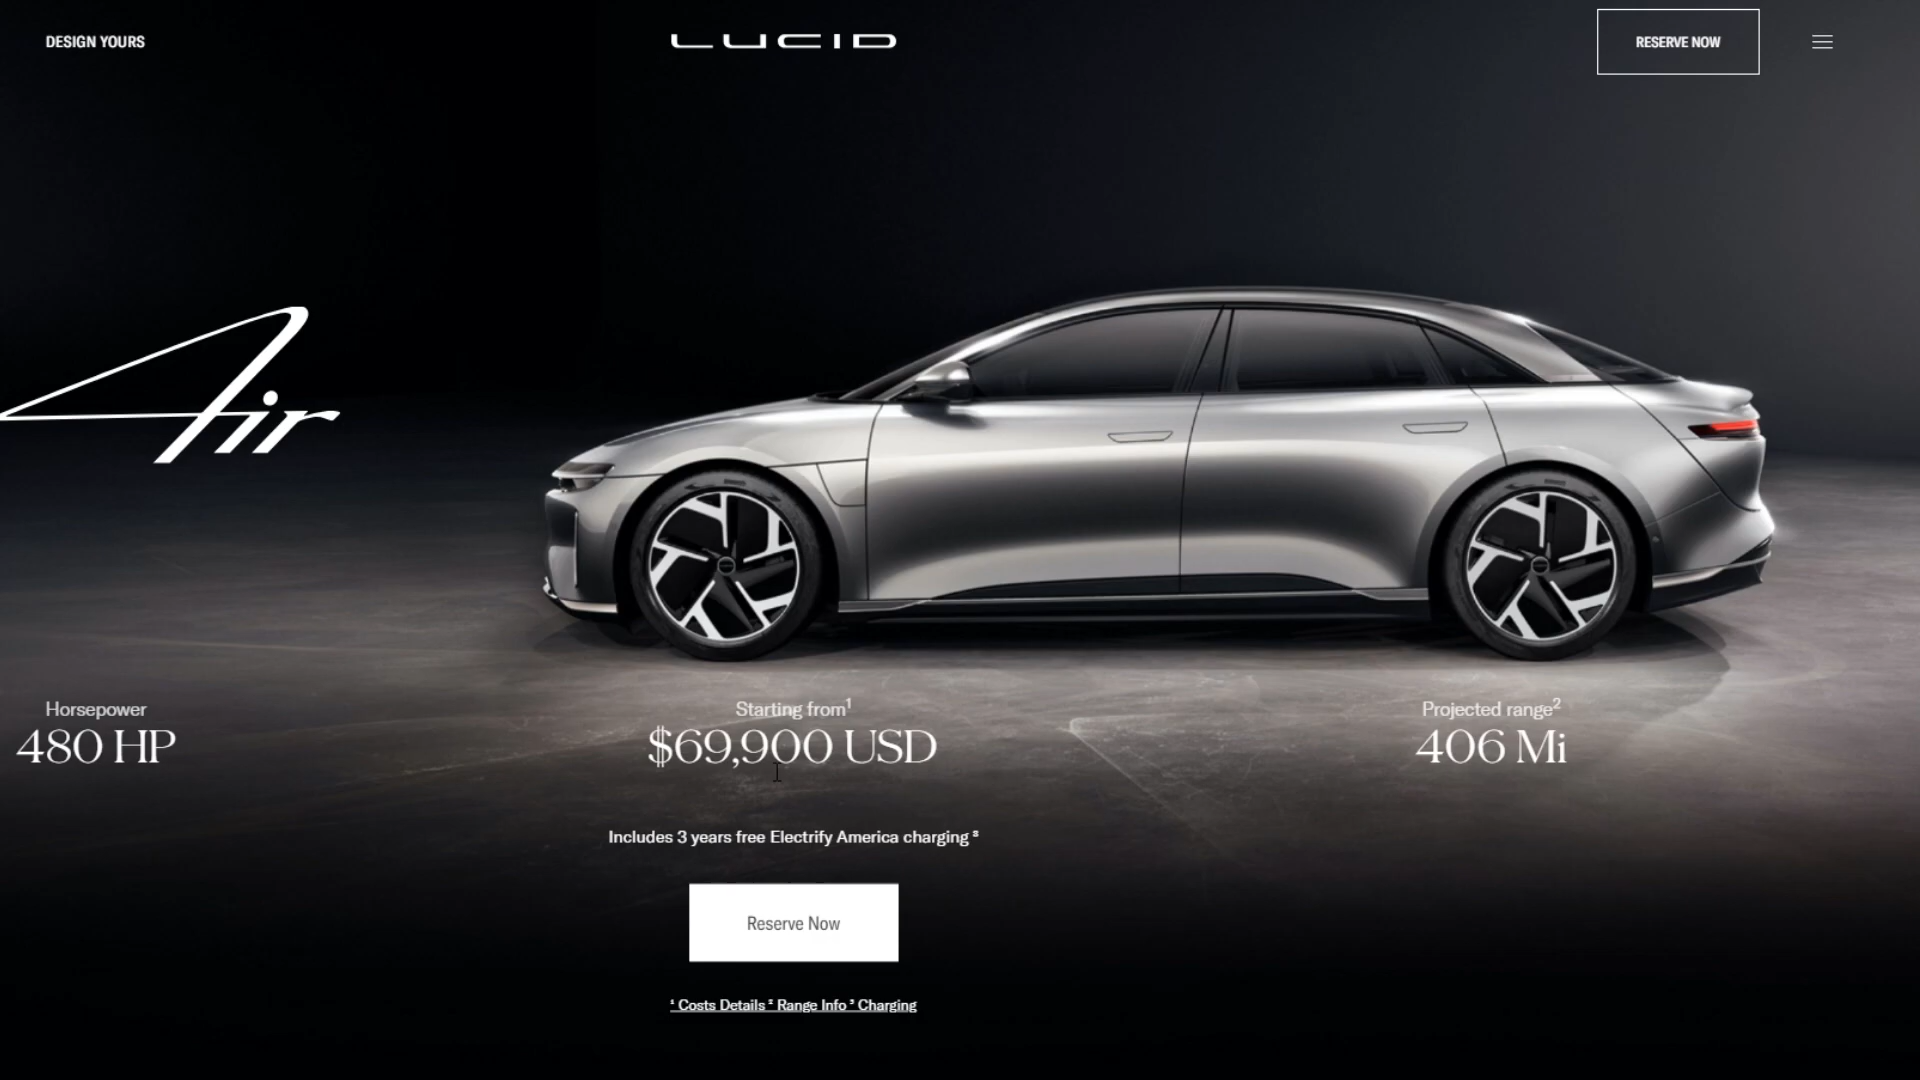 DESIGN YOURS
LUCID
RESERVE NOW
Air
Horsepower
480 HP
Starting from¹
$69,900 USD
Projected range²
406 Mi
Includes 3 years free Electrify America charging ³
Reserve Now
¹ Costs Details ² Range Info ³ Charging